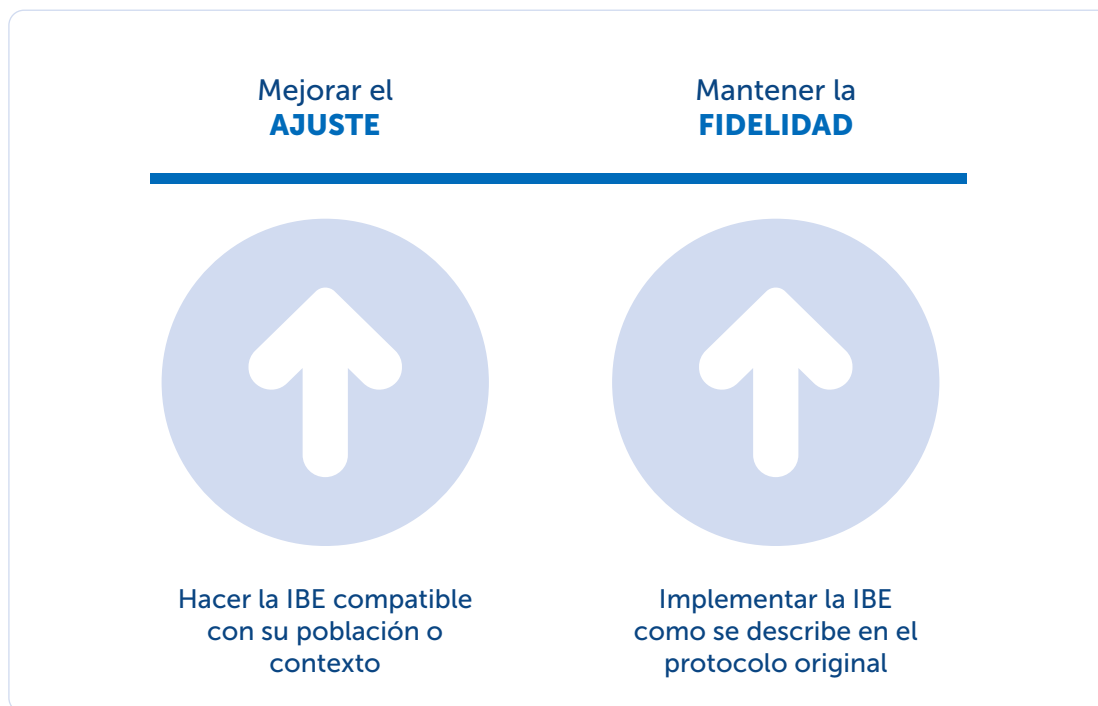 Mejorar el
AJUSTE
Mantener la
FIDELIDAD
Hacer la IBE compatible
con su población o
contexto
Implementar la IBE
como se describe en el
protocolo original